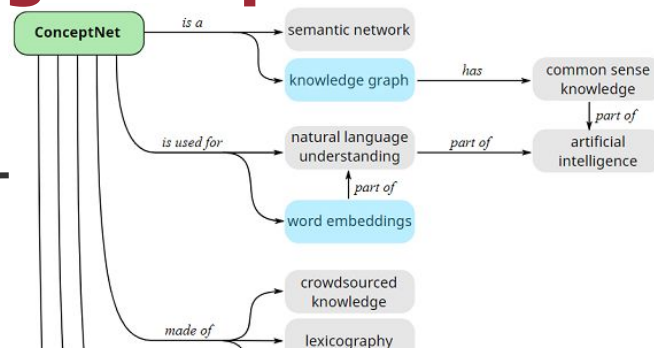 ConceptNet
is a
semantic network
knowledge graph
has
common sense
knowledge
part of
is used for
natural language
understanding
part of
artificial
intelligence
part of
word embeddings
crowdsourced
knowledge
made of
lexicography